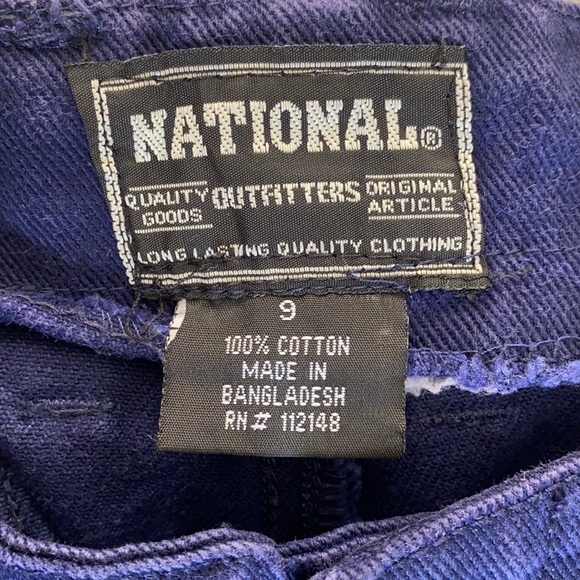 NATIONAL®
QUALITY GOODS OUTFITTERS ORIGINAL ARTICLE
LONG LASTING QUALITY CLOTHING
9
100% COTTON
MADE IN
BANGLADESH
RN# 112148